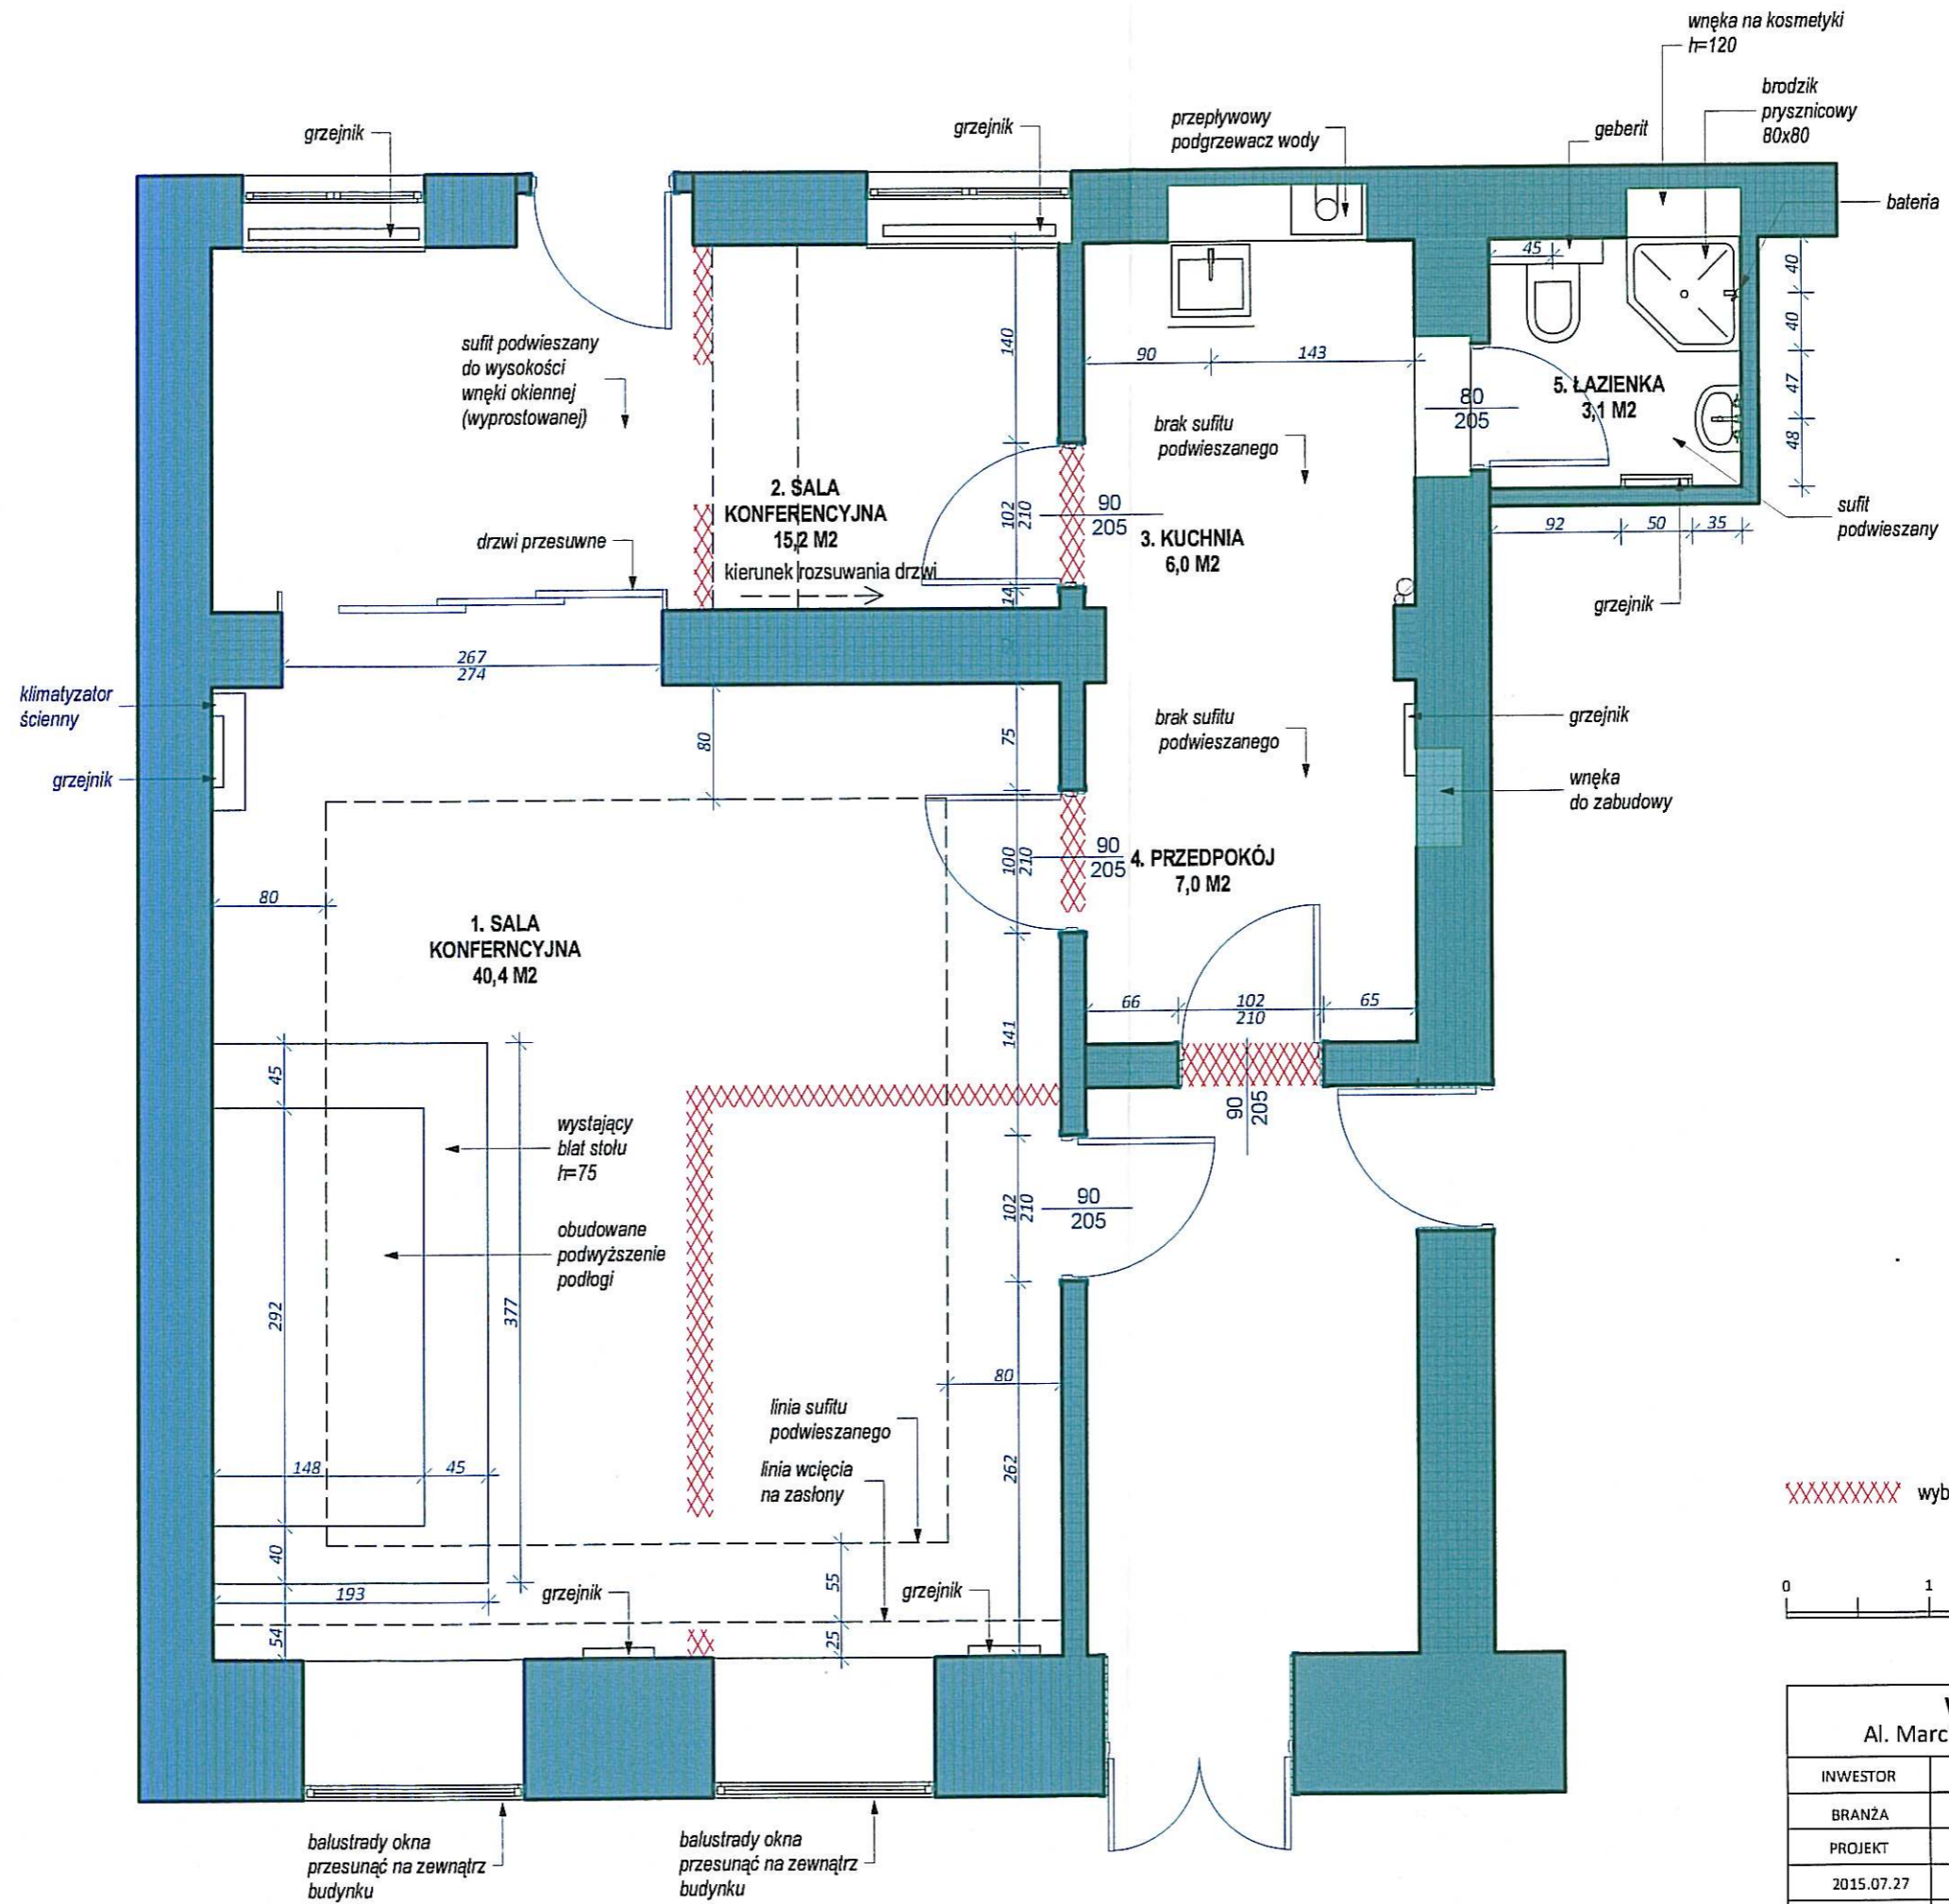 wnęka na kosmetyki
h=120
brodzik
prysznicowy
80x80
grzejnik
grzejnik
przepływowy
podgrzewacz wody
geberit
bateria
45
40
40
47
48
sufit podwieszany
do wysokości
wnęki okiennej
(wyprostowanej)
140
90
143
80
205
5. ŁAZIENKA
3,1 M2
brak sufitu
podwieszanego
2. SALA
KONFERENCYJNA
15,2 M2
102
210
90
205
3. KUCHNIA
6,0 M2
92
50
35
sufit
podwieszany
drzwi przesuwne
kierunek rozsuwania drzwi
14
grzejnik
267
274
klimatyzator
ścienny
80
75
brak sufitu
podwieszanego
grzejnik
grzejnik
wnęka
do zabudowy
100
210
90
205
4. PRZEDPOKÓJ
7,0 M2
80
1. SALA
KONFERNCYJNA
40,4 M2
66
102
210
65
141
45
wystający
blat stołu
h=75
90
205
102
210
90
205
obudowane
podwyższenie
podłogi
292
377
80
linia sufitu
podwieszanego
148
45
linia wcięcia
na zasłony
262
wyb
40
193
55
grzejnik
grzejnik
0
1
54
25
Al. Marc
INWESTOR
BRANŻA
PROJEKT
2015.07.27
balustrady okna
przesunąć na zewnątrz
budynku
balustrady okna
przesunąć na zewnątrz
budynku